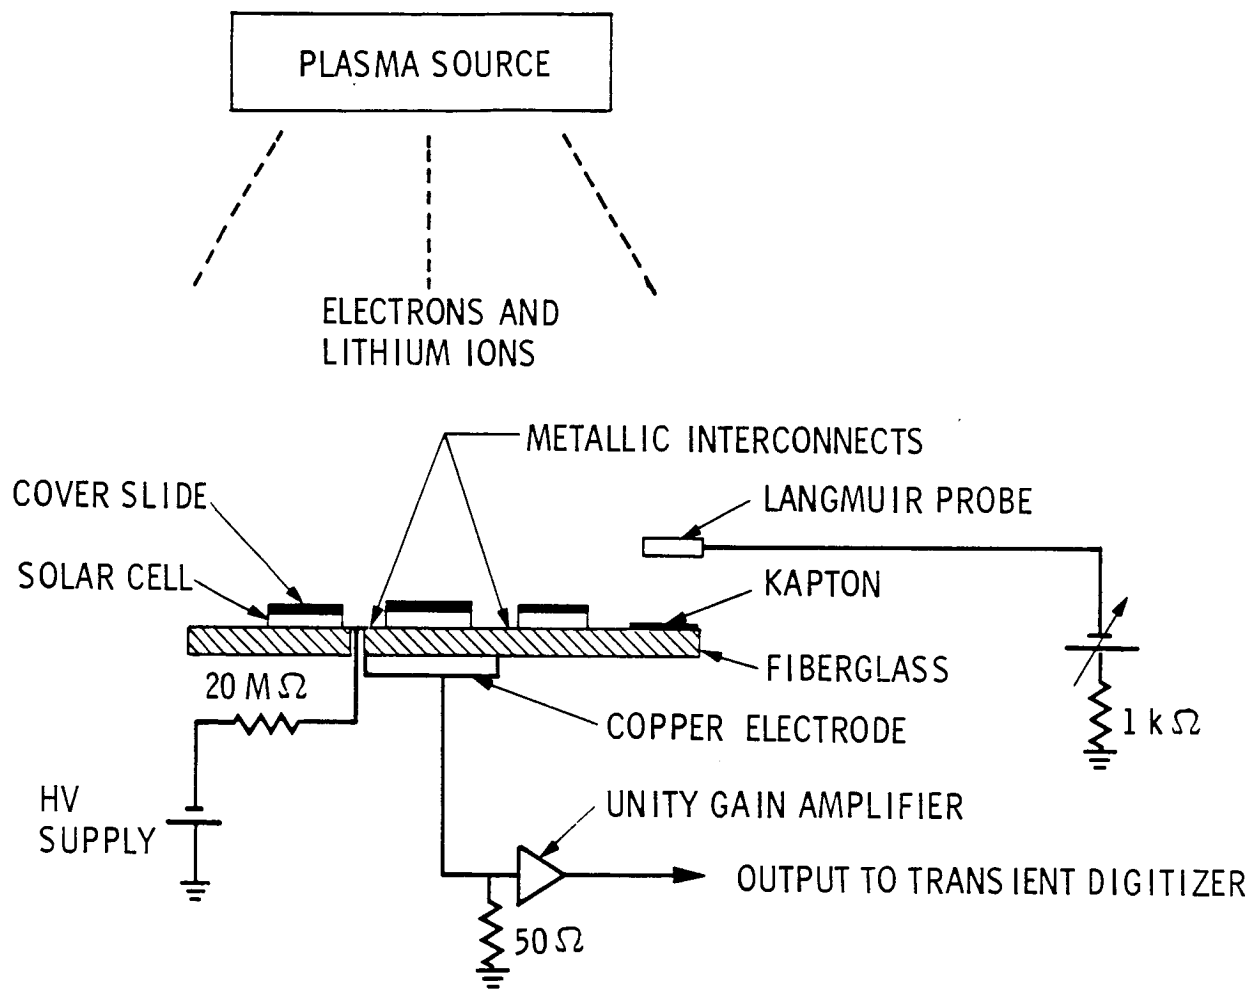 PLASMA SOURCE
ELECTRONS AND
LITHIUM IONS
METALLIC INTERCONNECTS
COVER SLIDE
LANGMUIR PROBE
SOLAR CELL
KAPTON
FIBERGLASS
20 MΩ
COPPER ELECTRODE
1 kΩ
HV
SUPPLY
UNITY GAIN AMPLIFIER
OUTPUT TO TRANSIENT DIGITIZER
50 Ω